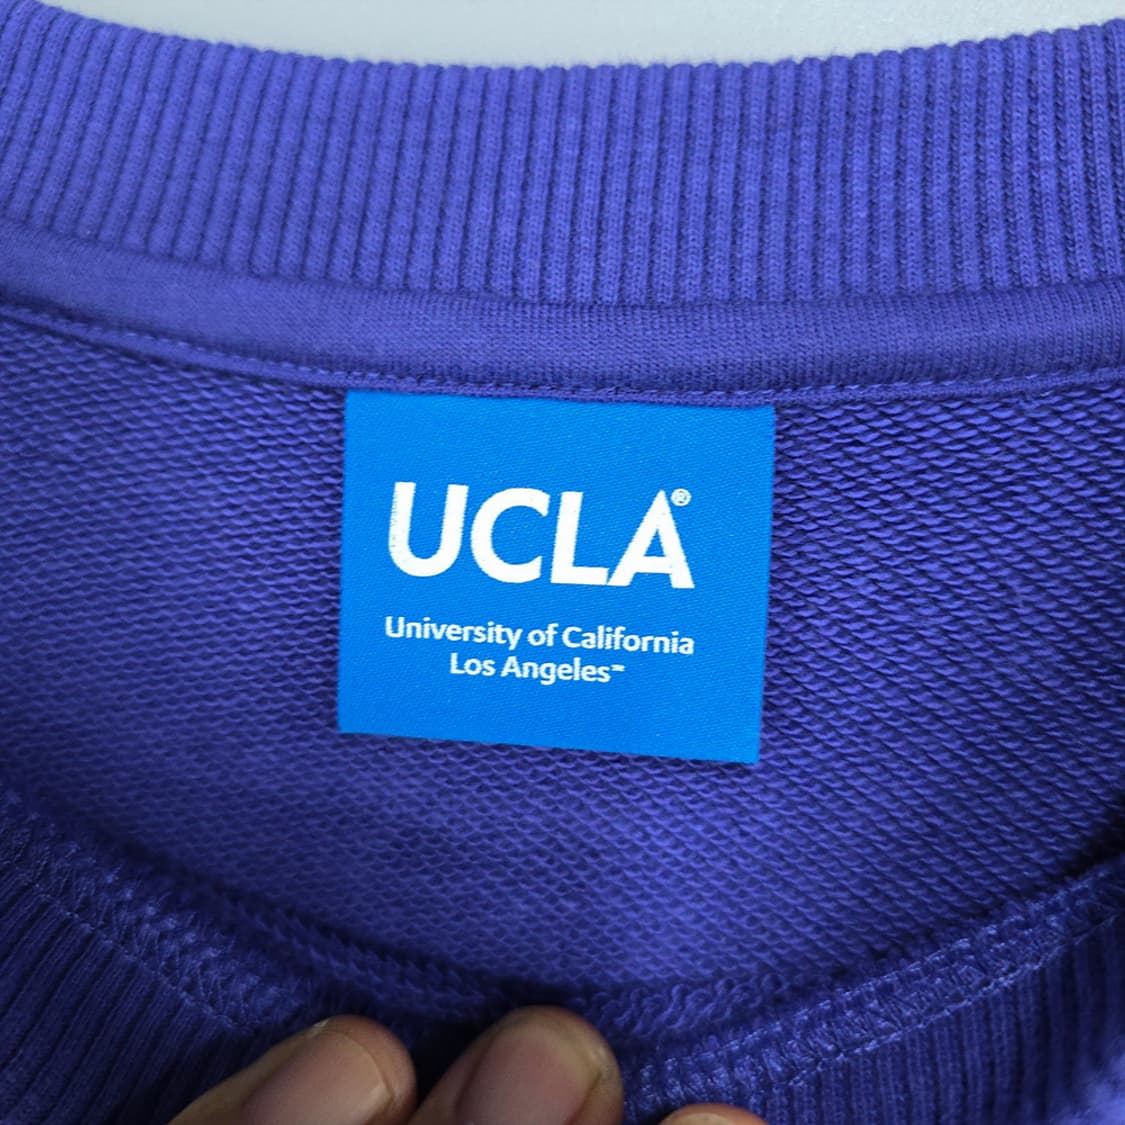 UCLA®
University of California
Los Angeles™